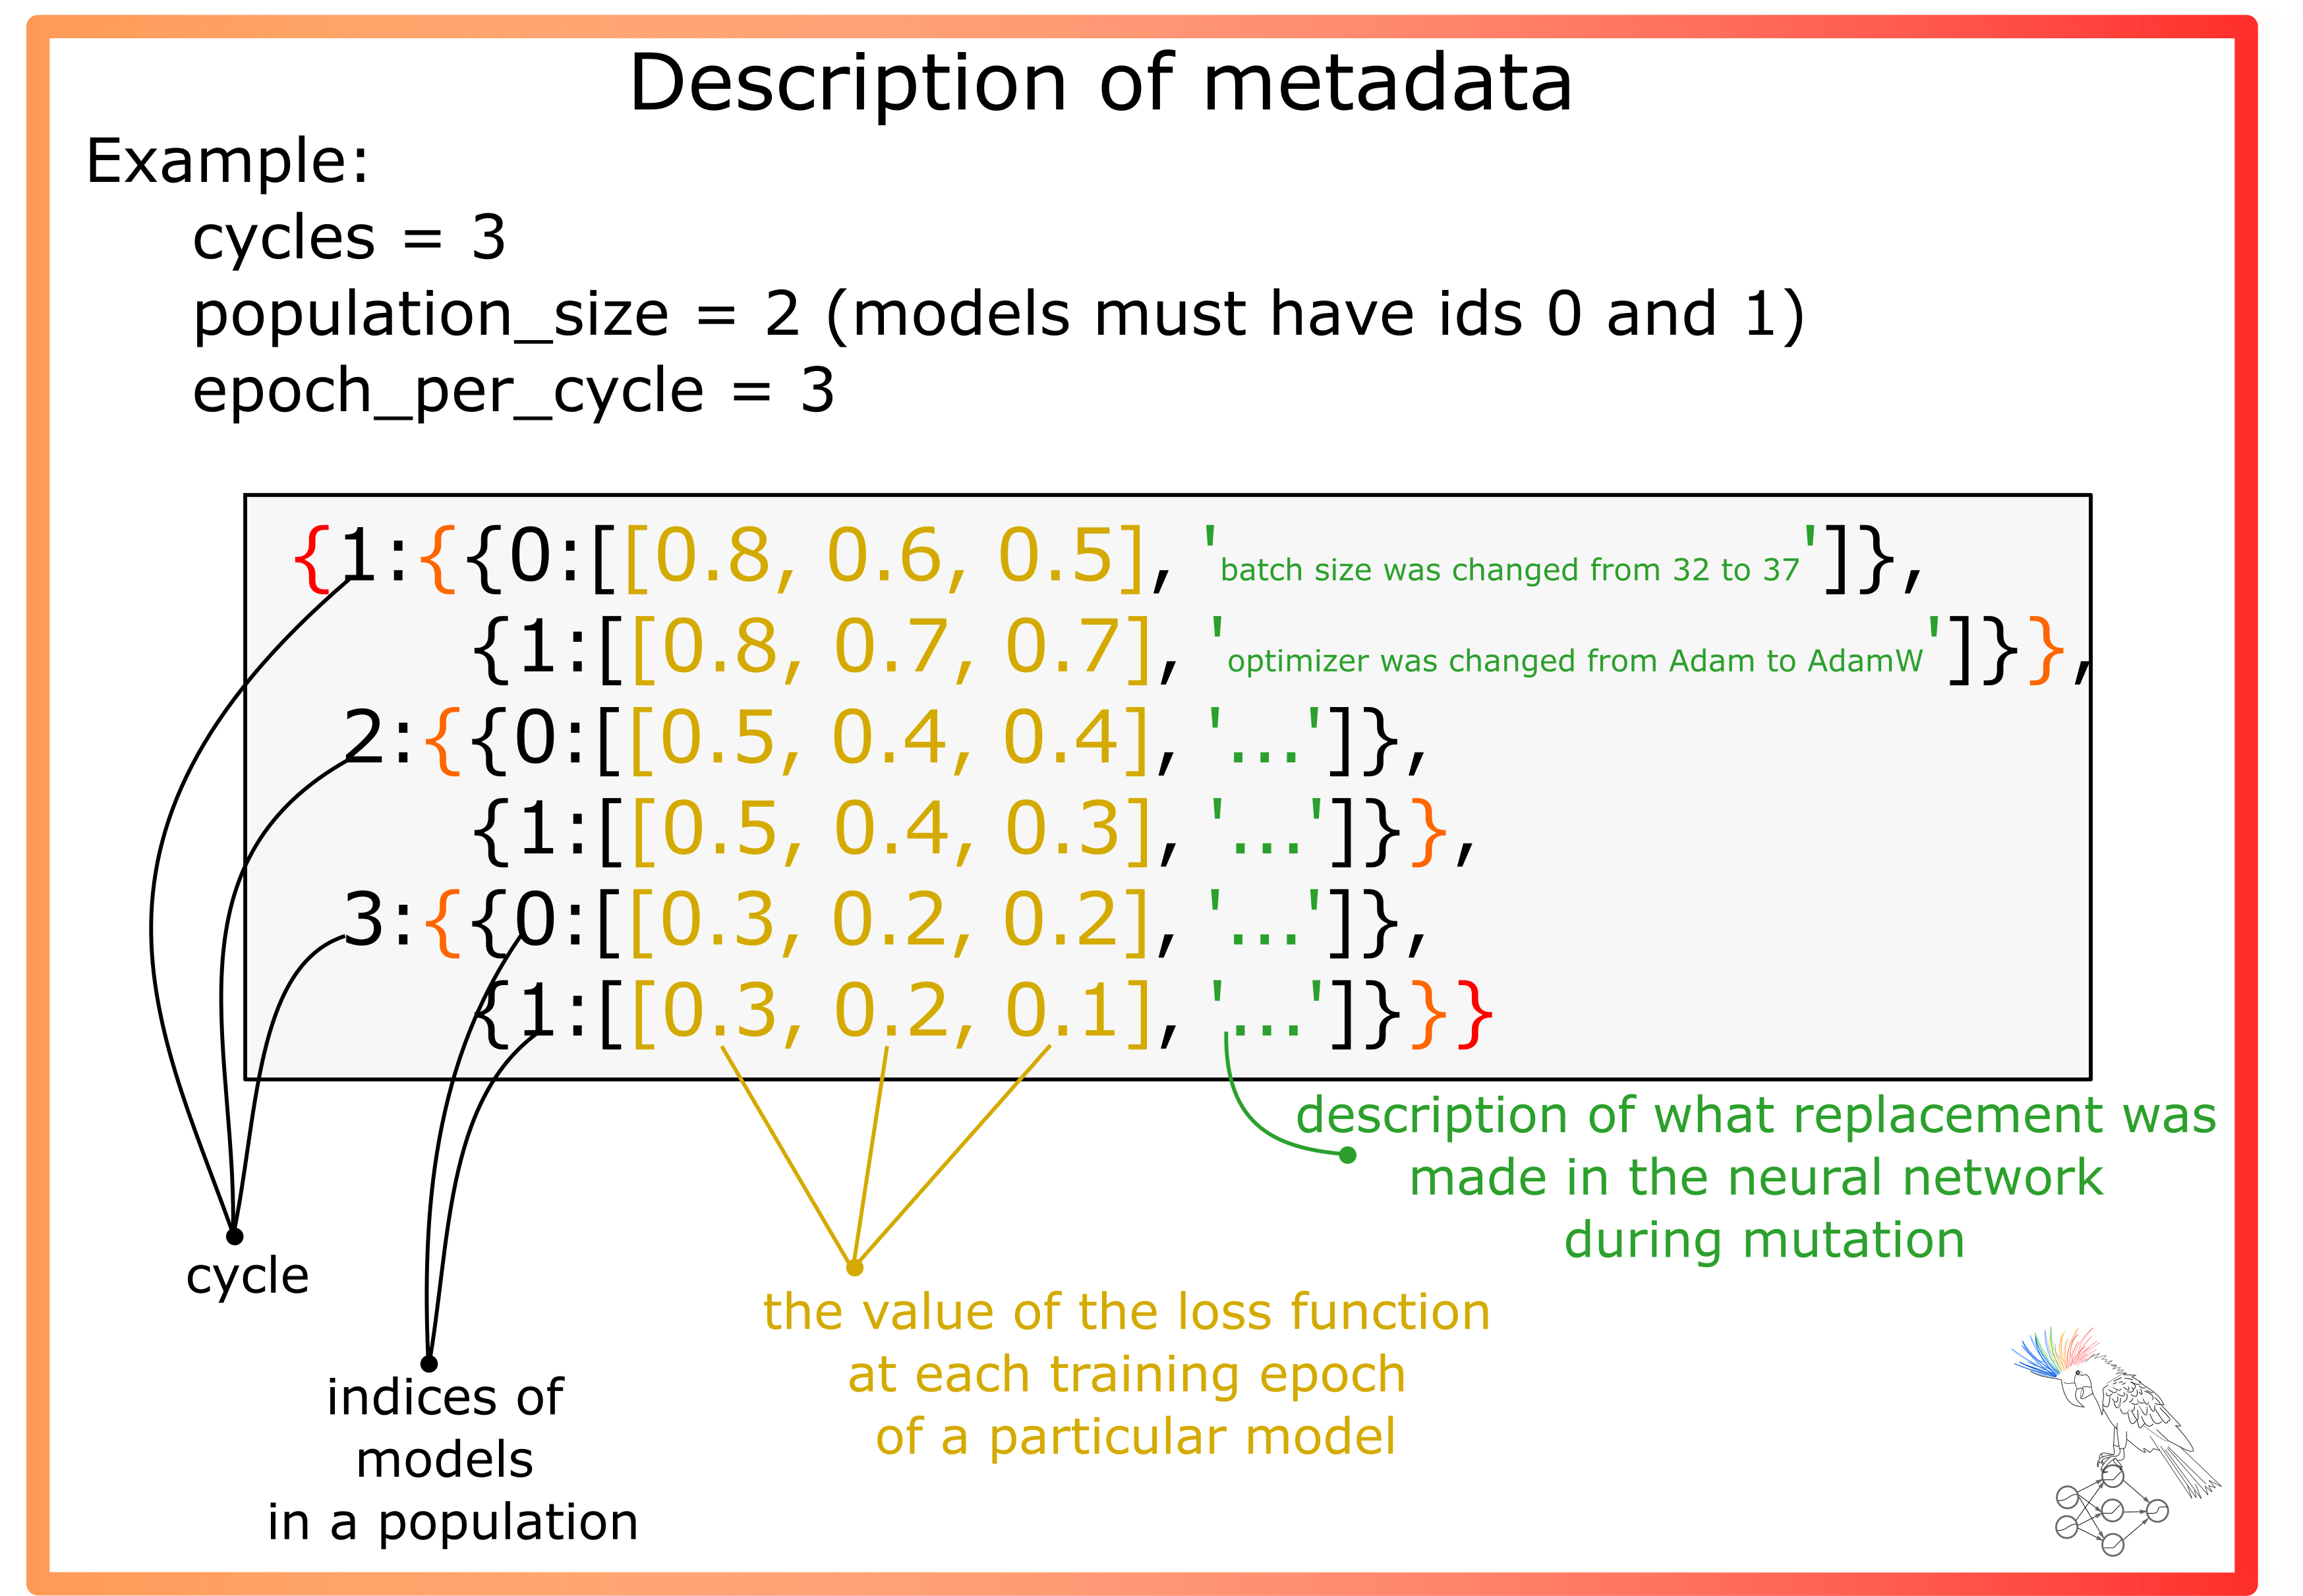 Description of metadata
Example:
cycles = 3
population_size = 2 (models must have ids 0 and 1)
epoch_per_cycle = 3
{1:{{0:[[0.8, 0.6, 0.5], 'batch size was changed from 32 to 37']},
{1:[[0.8, 0.7, 0.7], 'optimizer was changed from Adam to AdamW']}},
2:{{0:[[0.5, 0.4, 0.4], '...']},
{1:[[0.5, 0.4, 0.3], '...']}},
3:{{0:[[0.3, 0.2, 0.2], '...']},
{1:[[0.3, 0.2, 0.1], '...']}}}
description of what replacement was
made in the neural network
during mutation
cycle
the value of the loss function
at each training epoch
of a particular model
indices of
models
in a population